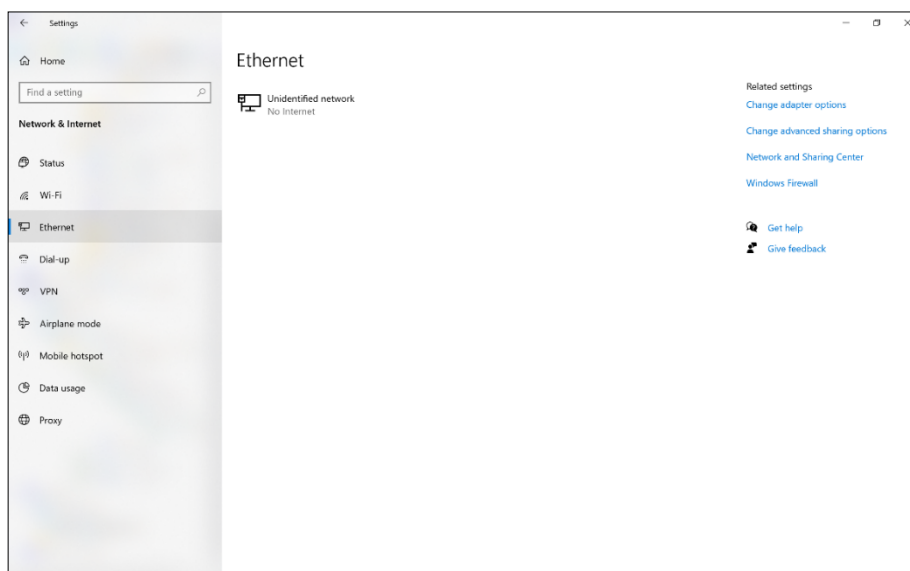 Settings
Home
Find a setting
Network & Internet
Status
Wi-Fi
Ethernet
Dial-up
VPN
Airplane mode
Mobile hotspot
Data usage
Proxy
Ethernet
Unidentified network
No Internet
Related settings
Change adapter options
Change advanced sharing options
Network and Sharing Center
Windows Firewall
Get help
Give feedback